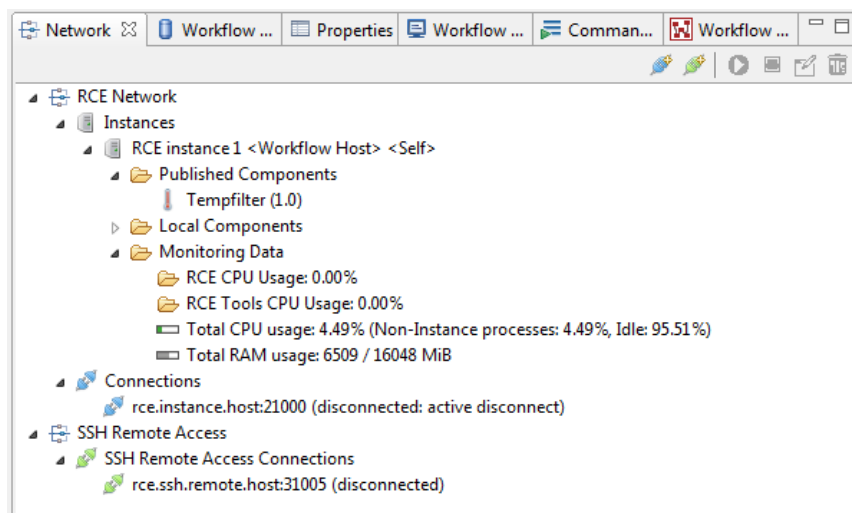 Network Workflow ... Properties Workflow ... Comman... Workflow ...
RCE Network
Instances
RCE instance 1 <Workflow Host> <Self>
Published Components
Tempfilter (1.0)
Local Components
Monitoring Data
RCE CPU Usage: 0.00%
RCE Tools CPU Usage: 0.00%
Total CPU usage: 4.49% (Non-Instance processes: 4.49%, Idle: 95.51%)
Total RAM usage: 6509 / 16048 MiB
Connections
rce.instance.host:21000 (disconnected: active disconnect)
SSH Remote Access
SSH Remote Access Connections
rce.ssh.remote.host:31005 (disconnected)